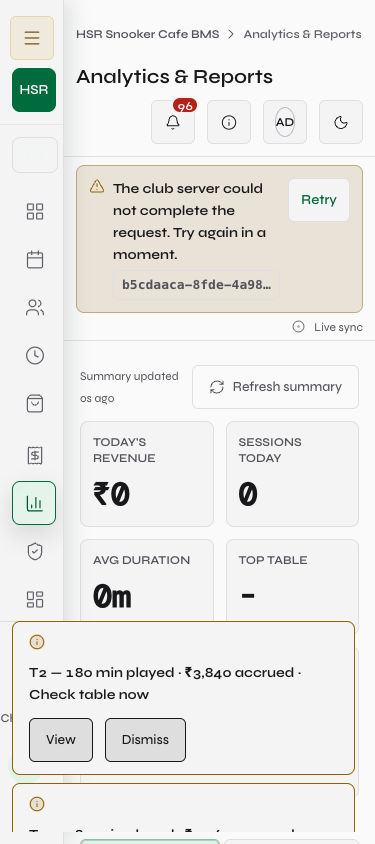 HSR Snooker Cafe BMS > Analytics & Reports
HSR
Analytics & Reports
96
AD
The club server could
not complete the
request. Try again in a
moment.
Retry
b5cdaaca-8fde-4a98…
Live sync
Summary updated
0s ago
Refresh summary
TODAY'S
REVENUE
₹0
SESSIONS
TODAY
0
AVG DURATION
0m
TOP TABLE
-
T2 — 180 min played · ₹3,840 accrued ·
Check table now
View
Dismiss